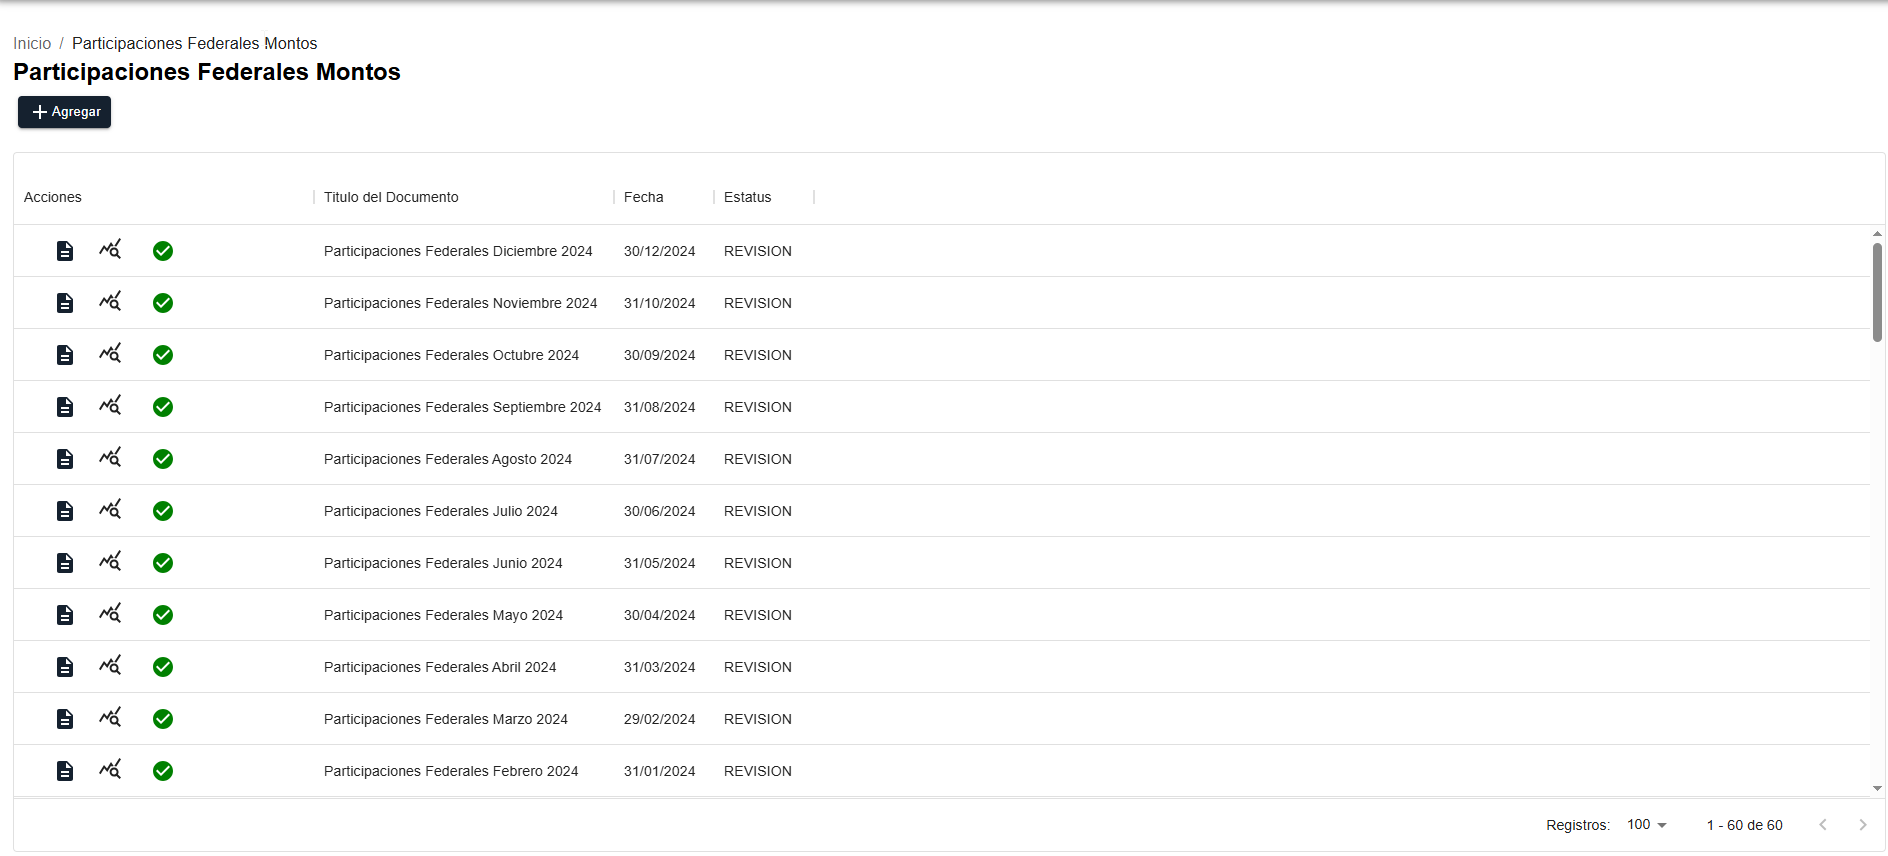 Inicio / Participaciones Federales Montos
Participaciones Federales Montos
Agregar
Acciones Titulo del Documento Fecha Estatus
Participaciones Federales Diciembre 2024 30/12/2024 REVISION
Participaciones Federales Noviembre 2024 31/10/2024 REVISION
Participaciones Federales Octubre 2024 30/09/2024 REVISION
Participaciones Federales Septiembre 2024 31/08/2024 REVISION
Participaciones Federales Agosto 2024 31/07/2024 REVISION
Participaciones Federales Julio 2024 30/06/2024 REVISION
Participaciones Federales Junio 2024 31/05/2024 REVISION
Participaciones Federales Mayo 2024 30/04/2024 REVISION
Participaciones Federales Abril 2024 31/03/2024 REVISION
Participaciones Federales Marzo 2024 29/02/2024 REVISION
Participaciones Federales Febrero 2024 31/01/2024 REVISION
Registros: 100 1 - 60 de 60